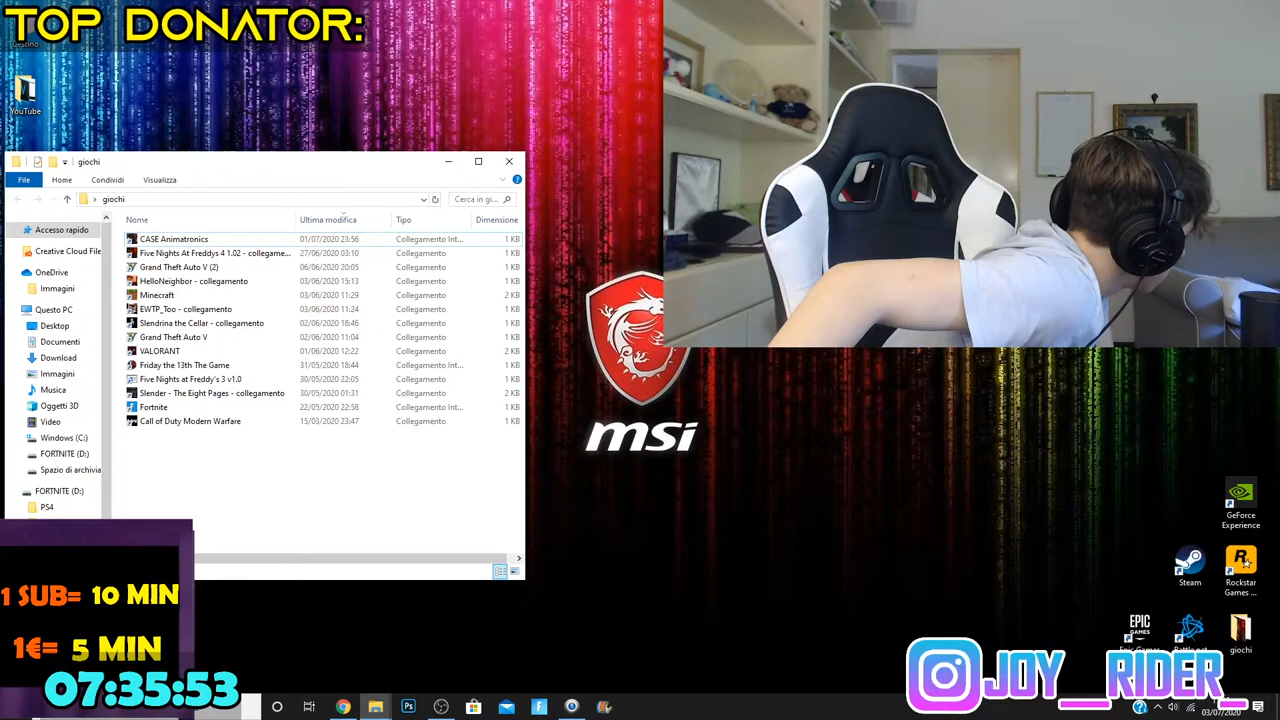 TOP DONATOR:
YouTube
giochi
File Home Condividi Visualizza
giochi
Cerca in gi...
Nome Ultima modifica Tipo Dimensione
Accesso rapido
Creative Cloud File
OneDrive
Immagini
Questo PC
Desktop
Documenti
Download
Immagini
Musica
Oggetti 3D
Video
Windows (C:)
FORTNITE (D:)
Spazio di archivia
FORTNITE (D:)
PS4
CASE Animatronics 01/07/2020 23:56 Collegamento Int... 1 KB
Five Nights At Freddys 4 1.02 - collegame... 27/06/2020 03:10 Collegamento 1 KB
Grand Theft Auto V (2) 06/06/2020 20:05 Collegamento 1 KB
HelloNeighbor - collegamento 03/06/2020 15:13 Collegamento 1 KB
Minecraft 03/06/2020 11:29 Collegamento 2 KB
EWTP_Too - collegamento 03/06/2020 11:24 Collegamento 1 KB
Slendrina the Cellar - collegamento 02/06/2020 18:46 Collegamento 1 KB
Grand Theft Auto V 02/06/2020 11:04 Collegamento 1 KB
VALORANT 01/06/2020 12:22 Collegamento 2 KB
Friday the 13th The Game 31/05/2020 18:44 Collegamento Int... 1 KB
Five Nights at Freddy's 3 v1.0 30/05/2020 22:05 Collegamento 1 KB
Slender - The Eight Pages - collegamento 30/05/2020 01:31 Collegamento 2 KB
Fortnite 22/05/2020 22:58 Collegamento Int... 1 KB
Call of Duty Modern Warfare 15/03/2020 23:47 Collegamento 1 KB
msi
GeForce
Experience
Steam
Rockstar
Games ...
EPIC
GAMES
Epic Games
Battle.net
giochi
1 SUB= 10 MIN
1€= 5 MIN
07:35:53
JOY__RIDER_
03/07/2020